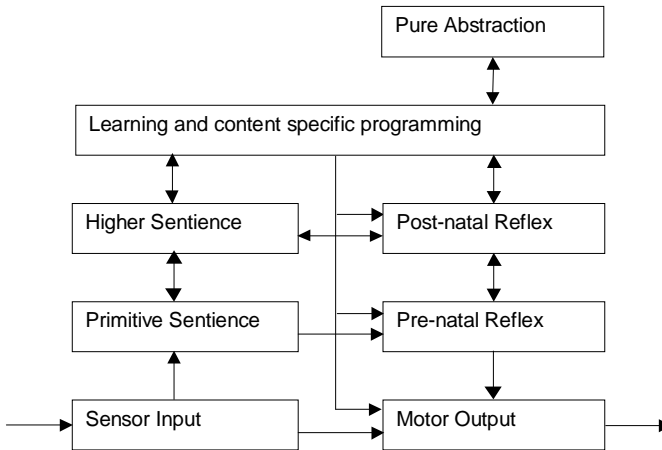 Pure Abstraction
Learning and content specific programming
Higher Sentience
Post-natal Reflex
Primitive Sentience
Pre-natal Reflex
Sensor Input
Motor Output